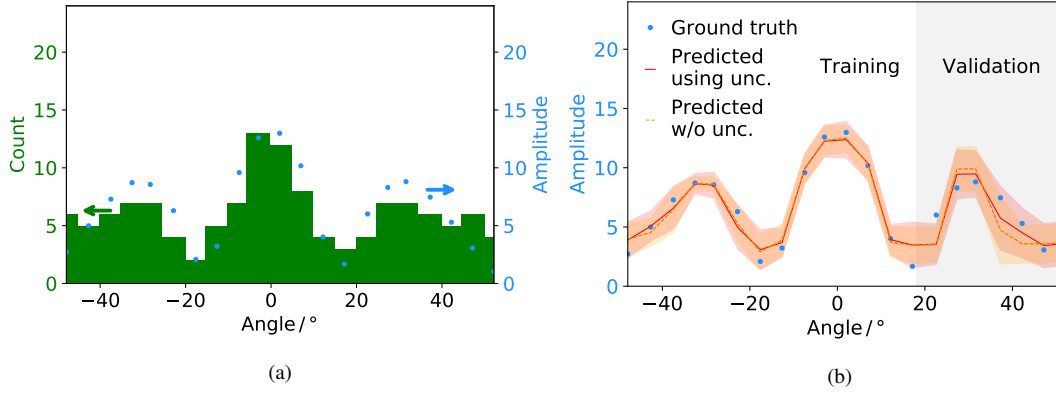 20
15
10
5
0
Count
20
15
10
5
0
Amplitude
−40
−20
0
20
40
Angle / °
(a)
20
15
10
5
0
Amplitude
Ground truth
Predicted
using unc.
Predicted
w/o unc.
Training
Validation
−40
−20
0
20
40
Angle / °
(b)